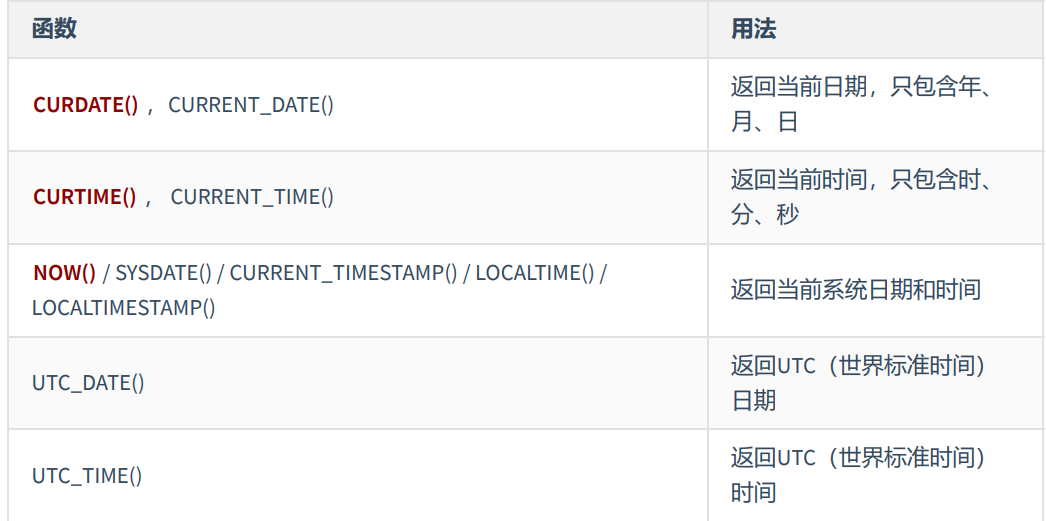 函数 用法
CURDATE() ，CURRENT_DATE() 返回当前日期，只包含年、
月、日
CURTIME() ， CURRENT_TIME() 返回当前时间，只包含时、
分、秒
NOW() / SYSDATE() / CURRENT_TIMESTAMP() / LOCALTIME() /
LOCALTIMESTAMP()
返回当前系统日期和时间
UTC_DATE() 返回UTC（世界标准时间）
日期
UTC_TIME() 返回UTC（世界标准时间）
时间